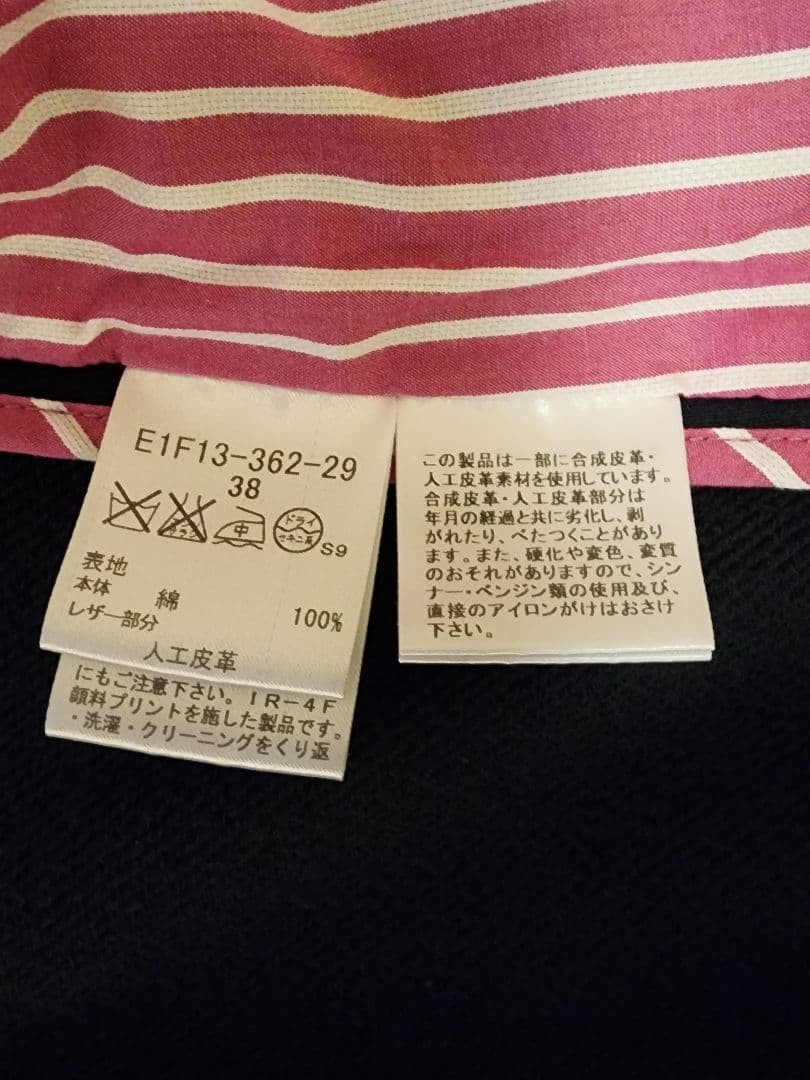 E1F13-362-29
38
中
ドライ
セキユ系
S9
表地
本体 綿 100%
レザー部分
人工皮革
にもご注意下さい。IR-4F
顔料プリントを施した製品です。
・洗濯・クリーニングをくり返
この製品は一部に合成皮革・
人工皮革素材を使用しています。
合成皮革・人工皮革部分は
年月の経過と共に劣化し、剥
がれたり、べたつくことがあり
ます。また、硬化や変色、変質
のおそれがありますので、シン
ナー・ベンジン類の使用及び、
直接のアイロンがけはおさけ
下さい。